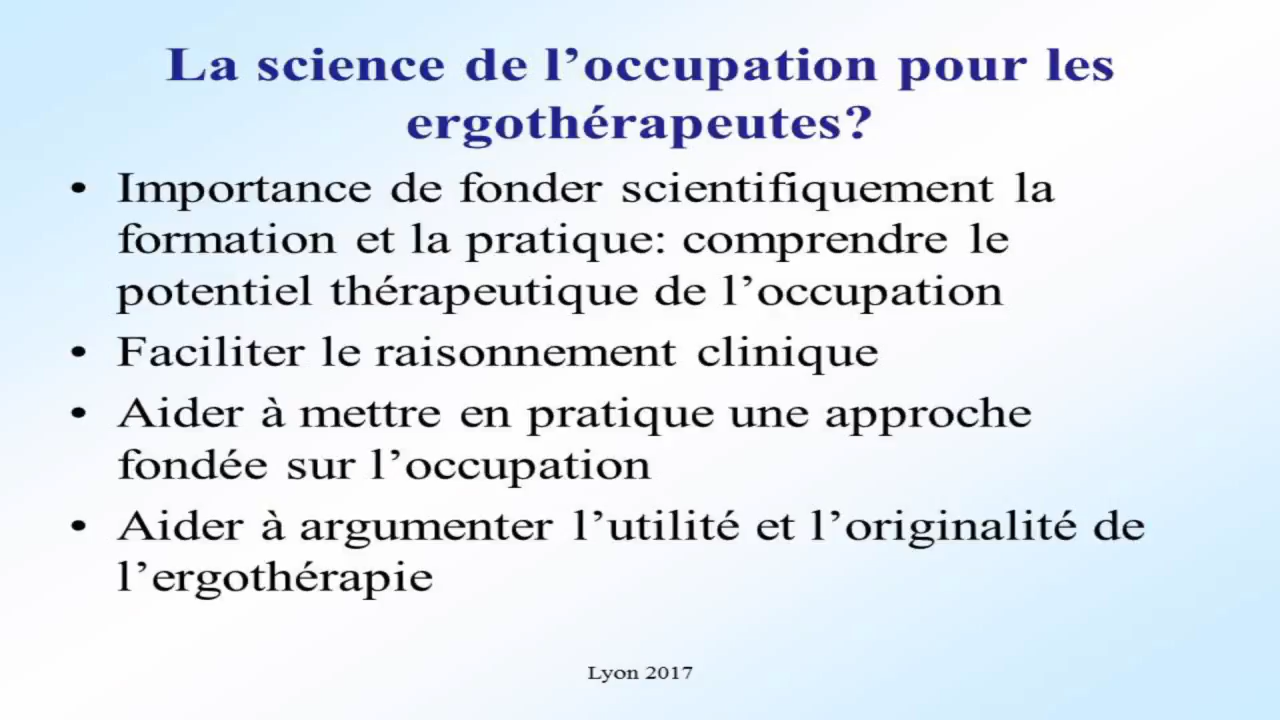 La science de l’occupation pour les
ergothérapeutes?
• Importance de fonder scientifiquement la
formation et la pratique: comprendre le
potentiel thérapeutique de l’occupation
• Faciliter le raisonnement clinique
• Aider à mettre en pratique une approche
fondée sur l’occupation
• Aider à argumenter l’utilité et l’originalité de
l’ergothérapie
Lyon 2017